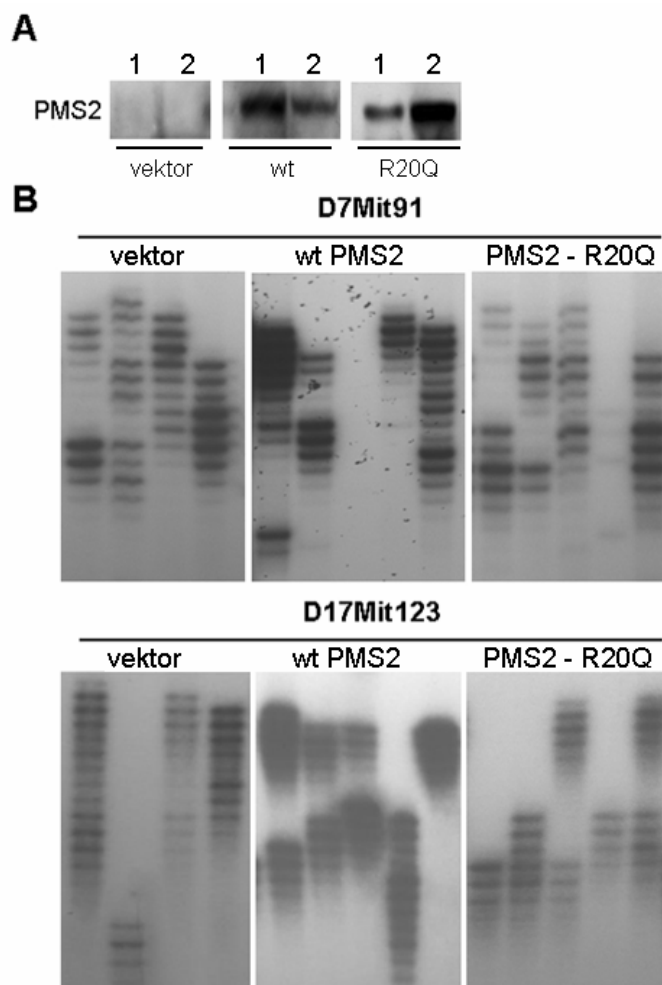 A
1 2 1 2 1 2
PMS2
vektor wt R20Q
B
D7Mit91
vektor wt PMS2 PMS2 - R20Q
D17Mit123
vektor wt PMS2 PMS2 - R20Q